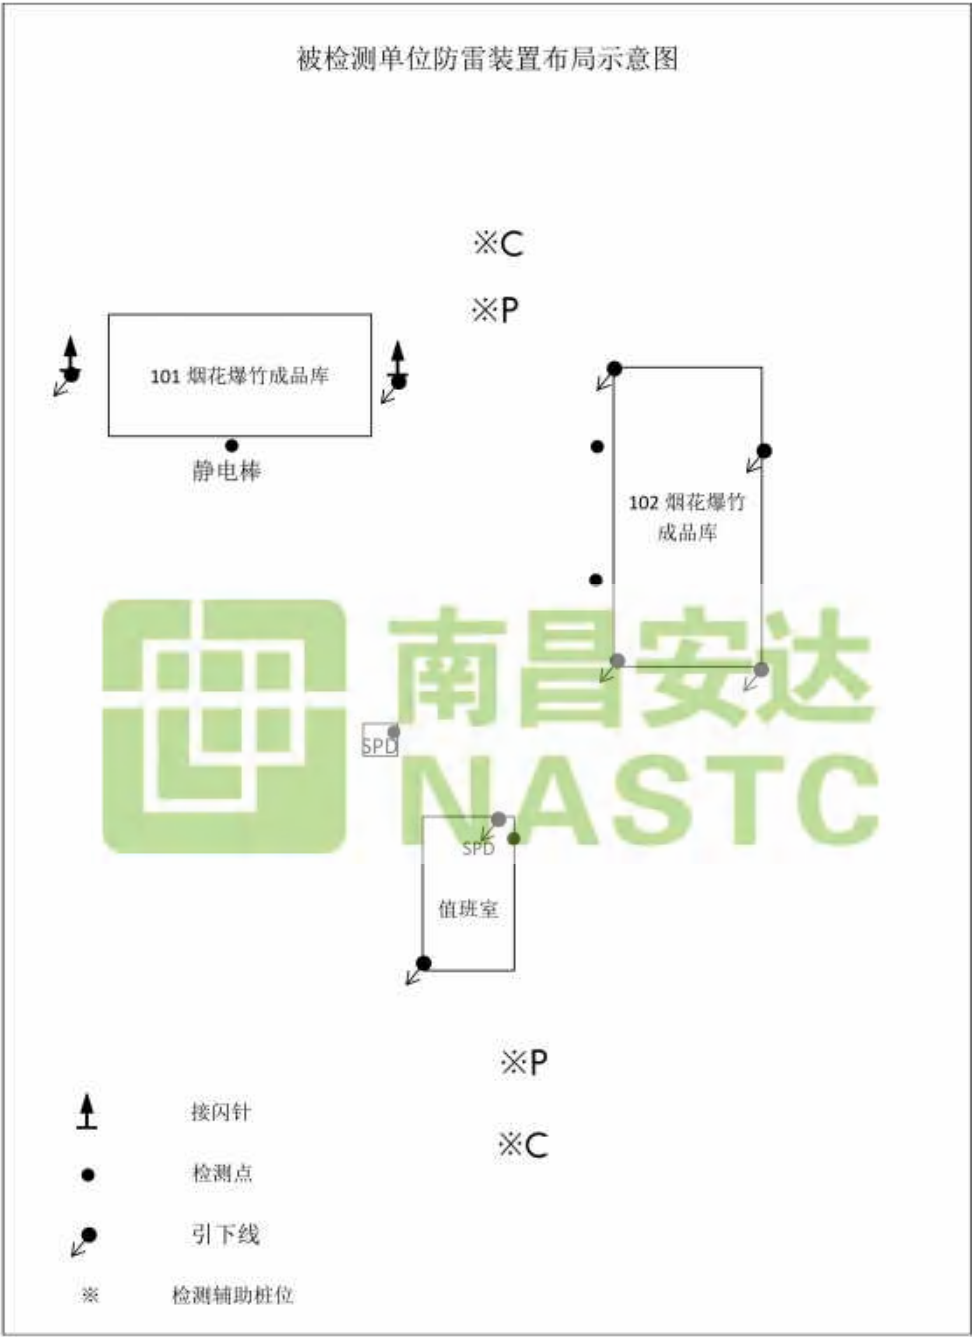 被检测单位防雷装置布局示意图
※C
※P
101 烟花爆竹成品库
静电棒
102 烟花爆竹
成品库
南昌安达
SPD
NASTC
SPD
值班室
※P
※C
接闪针
检测点
引下线
※ 检测辅助桩位